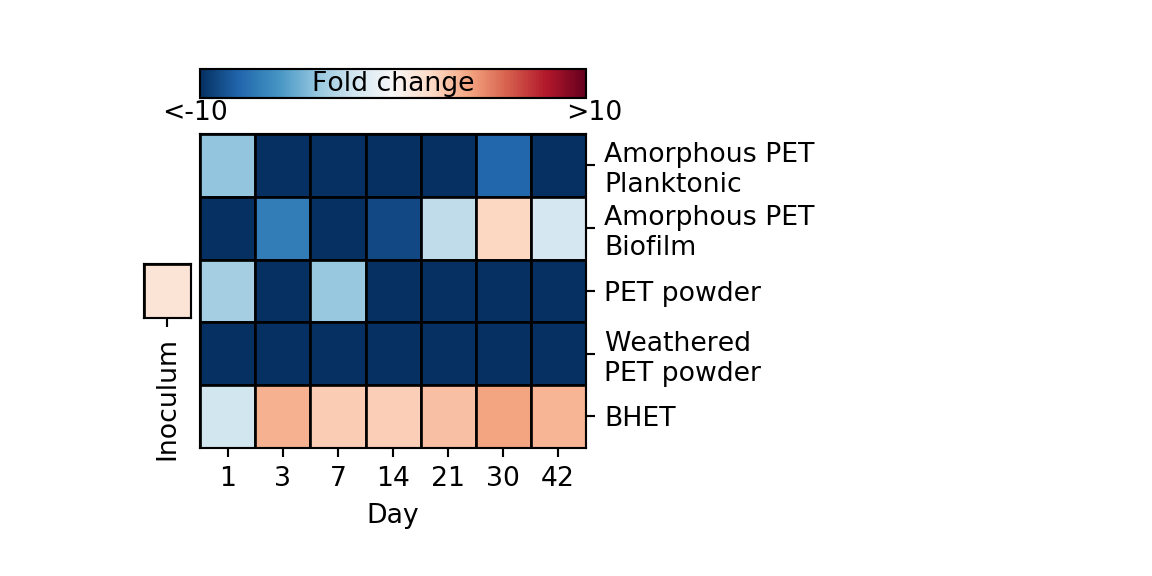 Fold change
<-10 >10
Amorphous PET
Planktonic
Amorphous PET
Biofilm
PET powder
Weathered
PET powder
BHET
Inoculum
1 3 7 14 21 30 42
Day